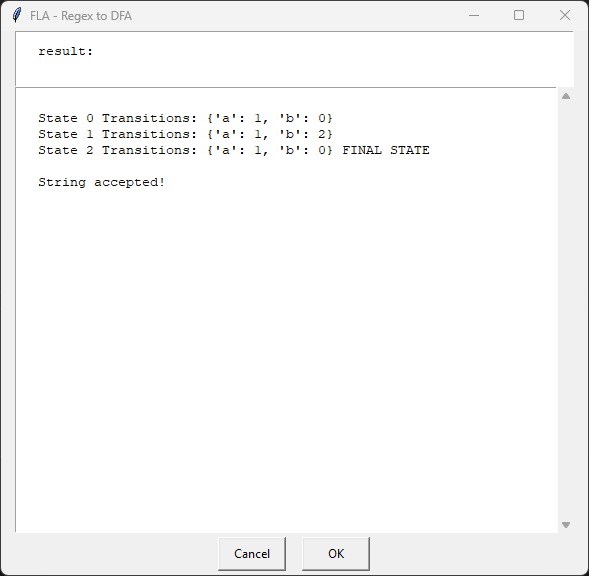 FLA - Regex to DFA
result:
State 0 Transitions: {'a': 1, 'b': 0}
State 1 Transitions: {'a': 1, 'b': 2}
State 2 Transitions: {'a': 1, 'b': 0} FINAL STATE
String accepted!
Cancel OK